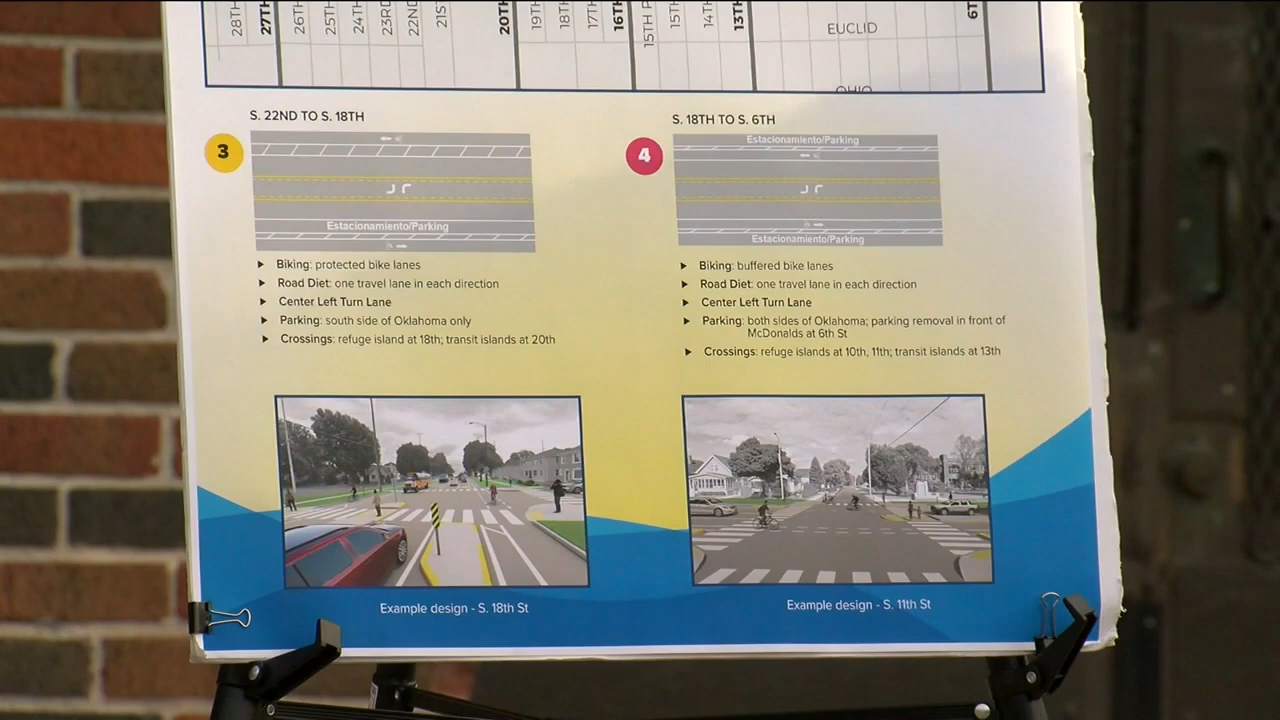 28TH 27TH 26TH 25TH 24TH 23RD 22ND 21ST 20TH 19TH 18TH 17TH 16TH 15TH P 15TH 14TH 13TH 6T
EUCLID
OHIO
S. 22ND TO S. 18TH
3
Estacionamiento/Parking
▶ Biking: protected bike lanes
▶ Road Diet: one travel lane in each direction
▶ Center Left Turn Lane
▶ Parking: south side of Oklahoma only
▶ Crossings: refuge island at 18th; transit islands at 20th
Example design - S. 18th St
S. 18TH TO S. 6TH
4
Estacionamiento/Parking
Estacionamiento/Parking
▶ Biking: buffered bike lanes
▶ Road Diet: one travel lane in each direction
▶ Center Left Turn Lane
▶ Parking: both sides of Oklahoma; parking removal in front of
McDonalds at 6th St
▶ Crossings: refuge islands at 10th, 11th; transit islands at 13th
Example design - S. 11th St